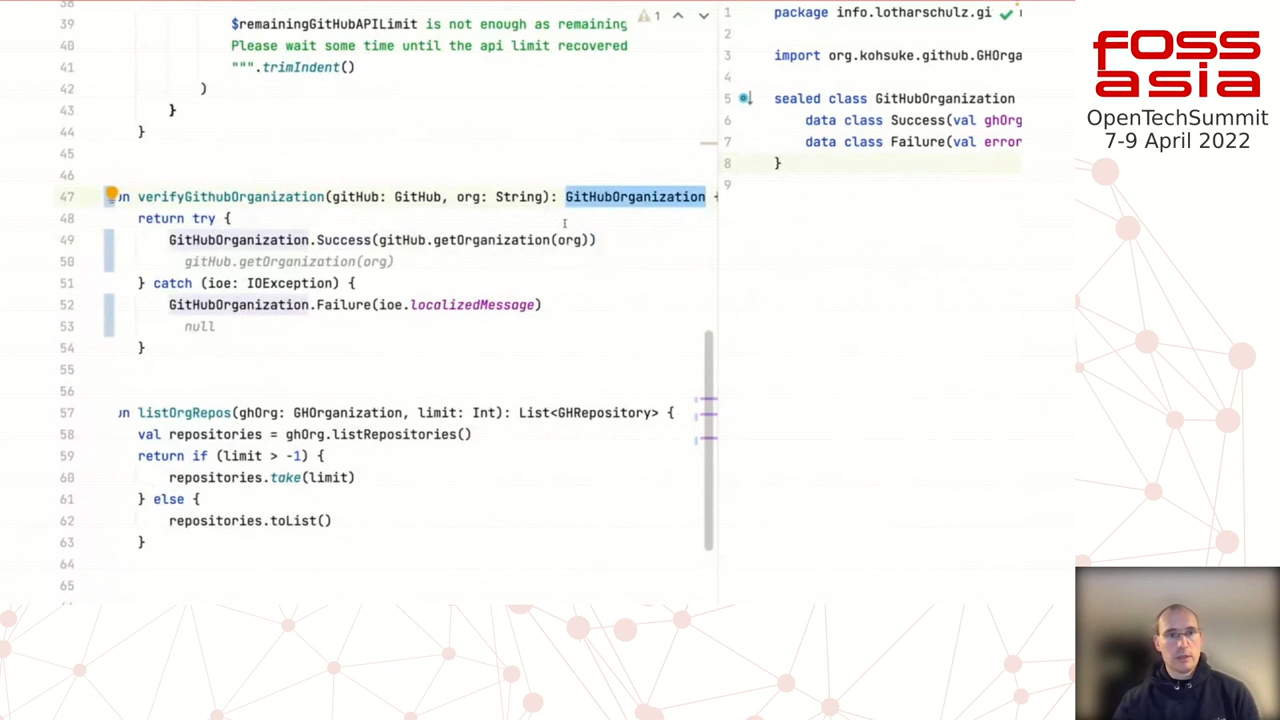 38
39 $remainingGitHubAPILimit is not enough as remaining
40 Please wait some time until the api limit recovered
41 """.trimIndent()
42 )
43 }
44 }
45
46
47 un verifyGithubOrganization(gitHub: GitHub, org: String): GitHubOrganization {
48 return try {
49 GitHubOrganization.Success(gitHub.getOrganization(org))
50 gitHub.getOrganization(org)
51 } catch (ioe: IOException) {
52 GitHubOrganization.Failure(ioe.localizedMessage)
53 null
54 }
55
56
57 un listOrgRepos(ghOrg: GHOrganization, limit: Int): List<GHRepository> {
58 val repositories = ghOrg.listRepositories()
59 return if (limit > -1) {
60 repositories.take(limit)
61 } else {
62 repositories.toList()
63 }
64
65
1
1 package info.lotharschulz.gi
2
3 import org.kohsuke.github.GHOrga
4
5 sealed class GitHubOrganization
6 data class Success(val ghOrg
7 data class Failure(val error
8 }
9
FOSS
asia
OpenTechSummit
7-9 April 2022